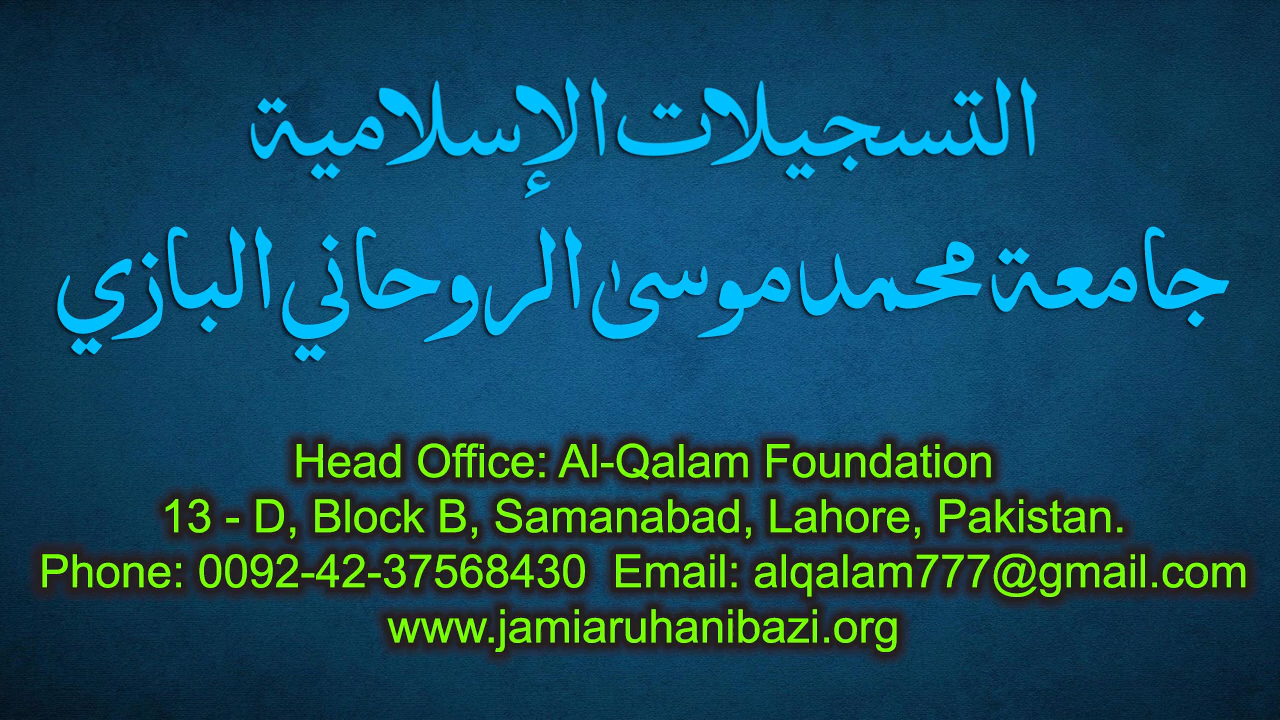 التسجيلات الإسلامية
جامعة محمد موسىٰ الروحاني البازي
Head Office: Al-Qalam Foundation
13 - D, Block B, Samanabad, Lahore, Pakistan.
Phone: 0092-42-37568430  Email: alqalam777@gmail.com
www.jamiaruhanibazi.org